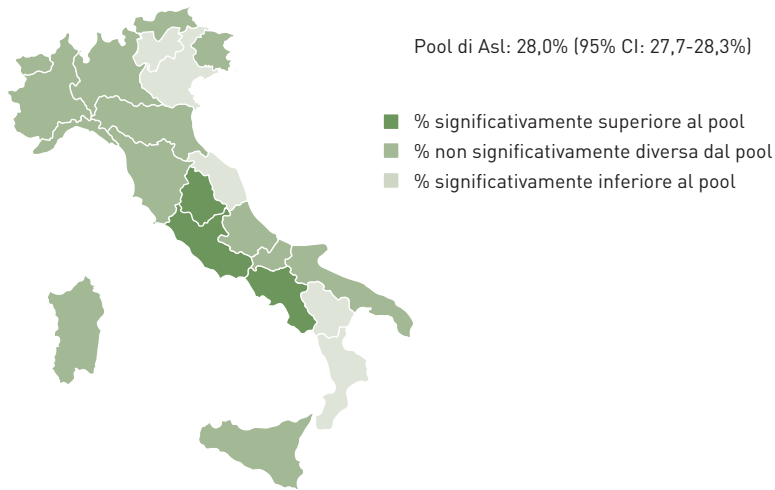 Pool di Asl: 28,0% (95% CI: 27,7-28,3%)
% significativamente superiore al pool
% non significativamente diversa dal pool
% significativamente inferiore al pool